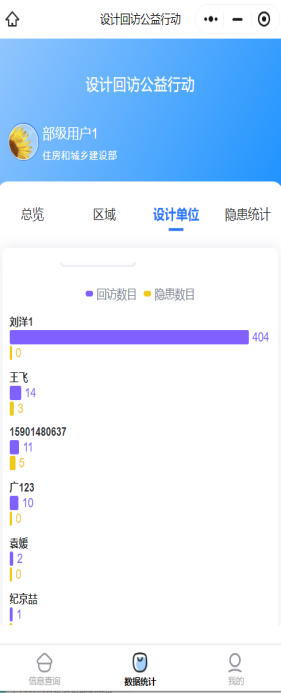 设计回访公益行动
设计回访公益行动
部级用户1
住房和城乡建设部
总览 区域 设计单位 隐患统计
回访数目 隐患数目
刘洋1
404
0
王飞
14
3
15901480637
11
5
广123
10
0
袁媛
2
0
纪京喆
1
信息查询 数据统计 我的